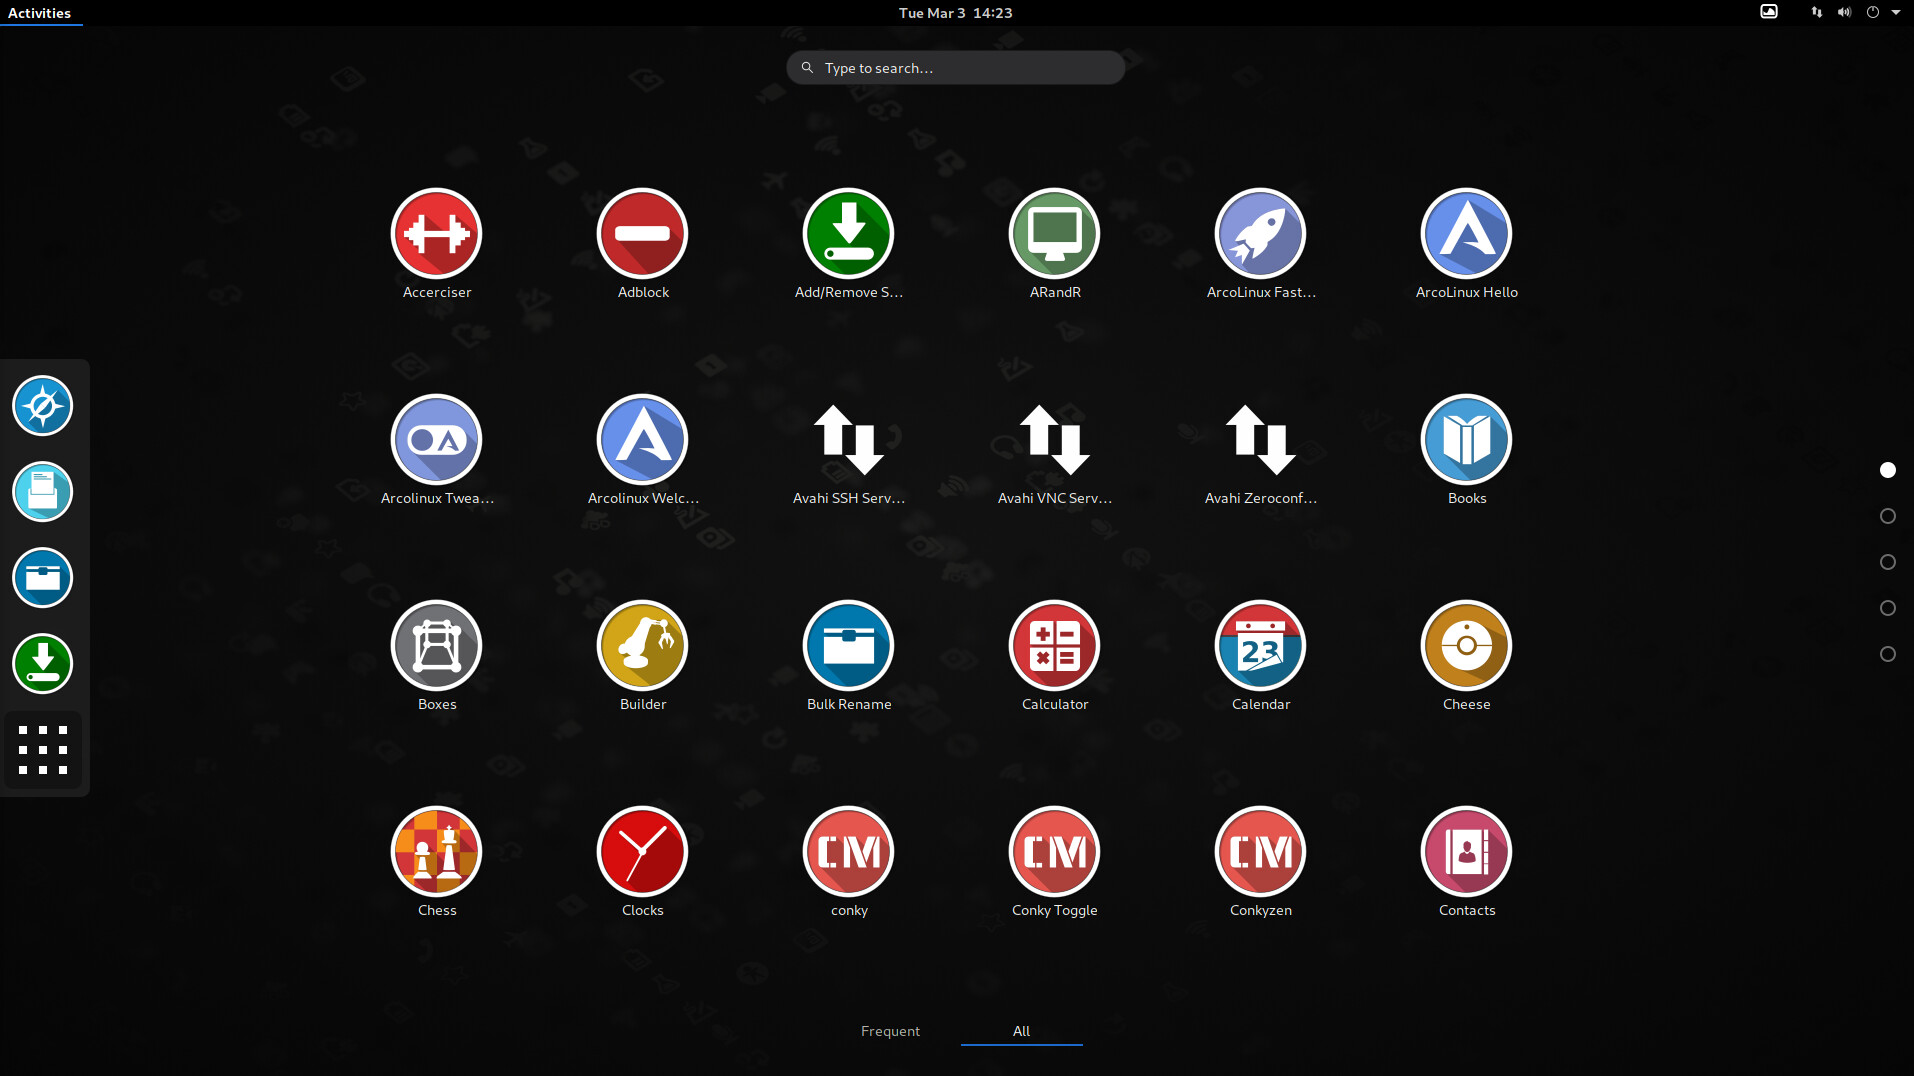 Activities
Tue Mar 3 14:23
Type to search...
Accerciser
Adblock
Add/Remove S...
ARandR
ArcoLinux Fast...
ArcoLinux Hello
Arcolinux Twea...
Arcolinux Welc...
Avahi SSH Serv...
Avahi VNC Serv...
Avahi Zeroconf...
Books
23
Boxes
Builder
Bulk Rename
Calculator
Calendar
Cheese
CM
CM
CM
Chess
Clocks
conky
Conky Toggle
Conkyzen
Contacts
Frequent
All